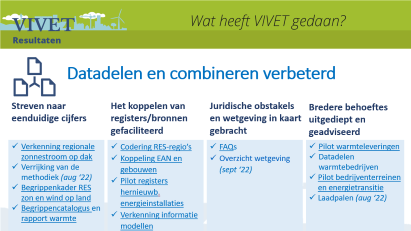 VIVET
Resultaten
Wat heeft VIVET gedaan?
Datadelen en combineren verbeterd
Streven naar
eenduidige cijfers
✓ Verkenning regionale
zonnestroom op dak
✓ Verrijking van de
methodiek (aug ‘22)
✓ Begrippenkader RES
zon en wind op land
✓ Begrippencatalogus en
rapport warmte
Het koppelen van
registers/bronnen
gefaciliteerd
✓ Codering RES-regio's
✓ Koppeling EAN en
gebouwen
✓ Pilot registers
hernieuwb.
energieinstallaties
✓ Verkenning informatie
modellen
Juridische obstakels
en wetgeving in kaart
gebracht
✓ FAQs
✓ Overzicht wetgeving
(sept ’22)
Bredere behoeftes
uitgediept en
geadviseerd
✓ Pilot warmteleveringen
✓ Datadelen
warmtebedrijven
✓ Pilot bedrijventerreinen
en energietransitie
✓ Laadpalen (aug ‘22)